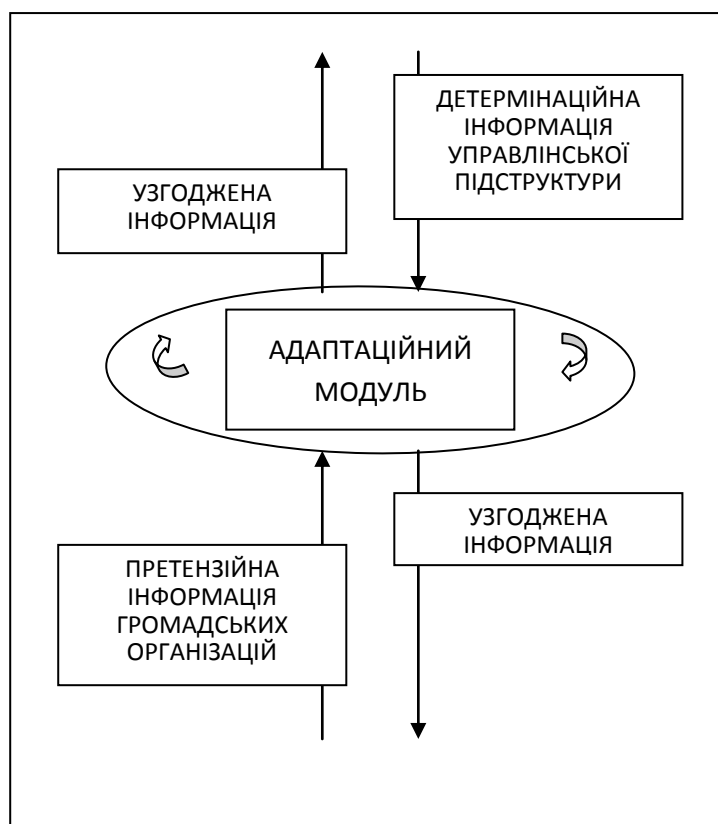 ДЕТЕРМІНАЦІЙНА
ІНФОРМАЦІЯ
УПРАВЛІНСЬКОЇ
ПІДСТРУКТУРИ
УЗГОДЖЕНА
ІНФОРМАЦІЯ
АДАПТАЦІЙНИЙ
МОДУЛЬ
УЗГОДЖЕНА
ІНФОРМАЦІЯ
ПРЕТЕНЗІЙНА
ІНФОРМАЦІЯ
ГРОМАДСЬКИХ
ОРГАНІЗАЦІЙ